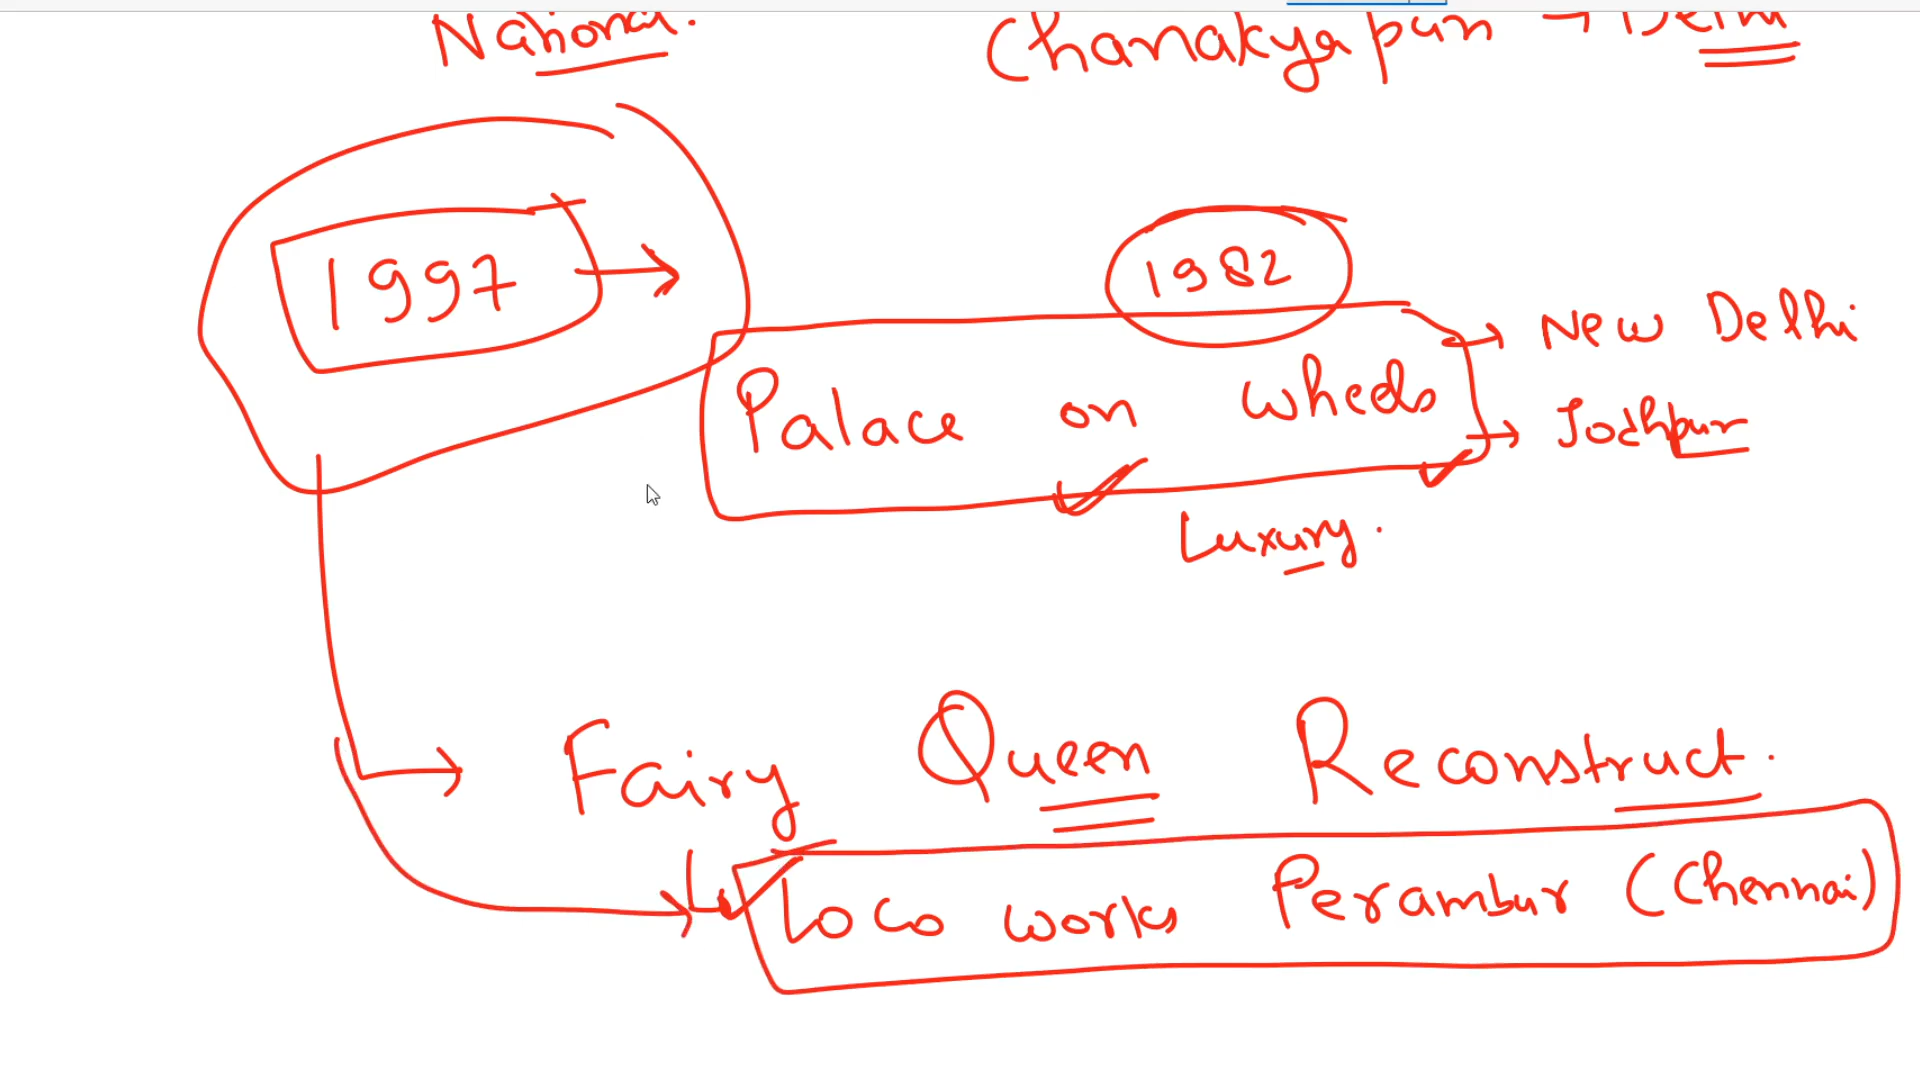 National.
Chanakyapuri → Delhi
1997 →
1982
→ New Delhi
Palace on wheels
→ Jodhpur
Luxury.
Fairy Queen Reconstruct.
Loco works Perambur (Chennai)